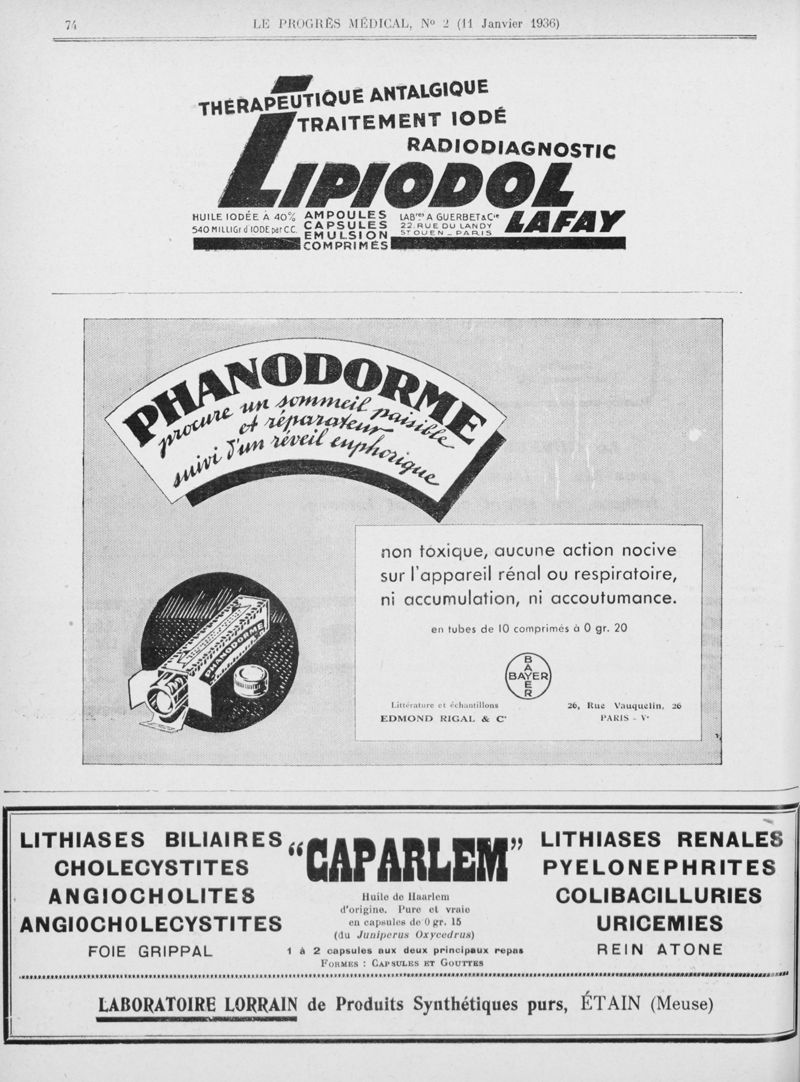 74
LE PROGRÈS MÉDICAL, N° 2 (11 Janvier 1936)
THÉRAPEUTIQUE ANTALGIQUE
TRAITEMENT IODÉ
RADIODIAGNOSTIC
LIPIODOL
LAFAY
HUILE IODÉE A 40%
540 MILLIGr d'IODE par C.C.
AMPOULES
CAPSULES
EMULSION
COMPRIMÉS
LABres A GUERBET & Cie
22, RUE DU LANDY
St OUEN _ PARIS
PHANODORME
procure un sommeil paisible
et réparateur
suivi d'un réveil euphorique
PHANODORME
non toxique, aucune action nocive
sur l'appareil rénal ou respiratoire,
ni accumulation, ni accoutumance.
en tubes de 10 comprimés à 0 gr. 20
BAYER
BAYER
Littérature et échantillons
EDMOND RIGAL & Cie
26, Rue Vauquelin, 26
PARIS - Ve
LITHIASES BILIAIRES
CHOLECYSTITES
ANGIOCHOLITES
ANGIOCHOLECYSTITES
FOIE GRIPPAL
"CAPARLEM"
Huile de Haarlem
d'origine. Pure et vraie
en capsules de 0 gr. 15
(du Juniperus Oxycedrus)
1 à 2 capsules aux deux principaux repas
FORMES : CAPSULES ET GOUTTES
LITHIASES RENALES
PYELONEPHRITES
COLIBACILLURIES
URICEMIES
REIN ATONE
LABORATOIRE LORRAIN de Produits Synthétiques purs, ÉTAIN (Meuse)